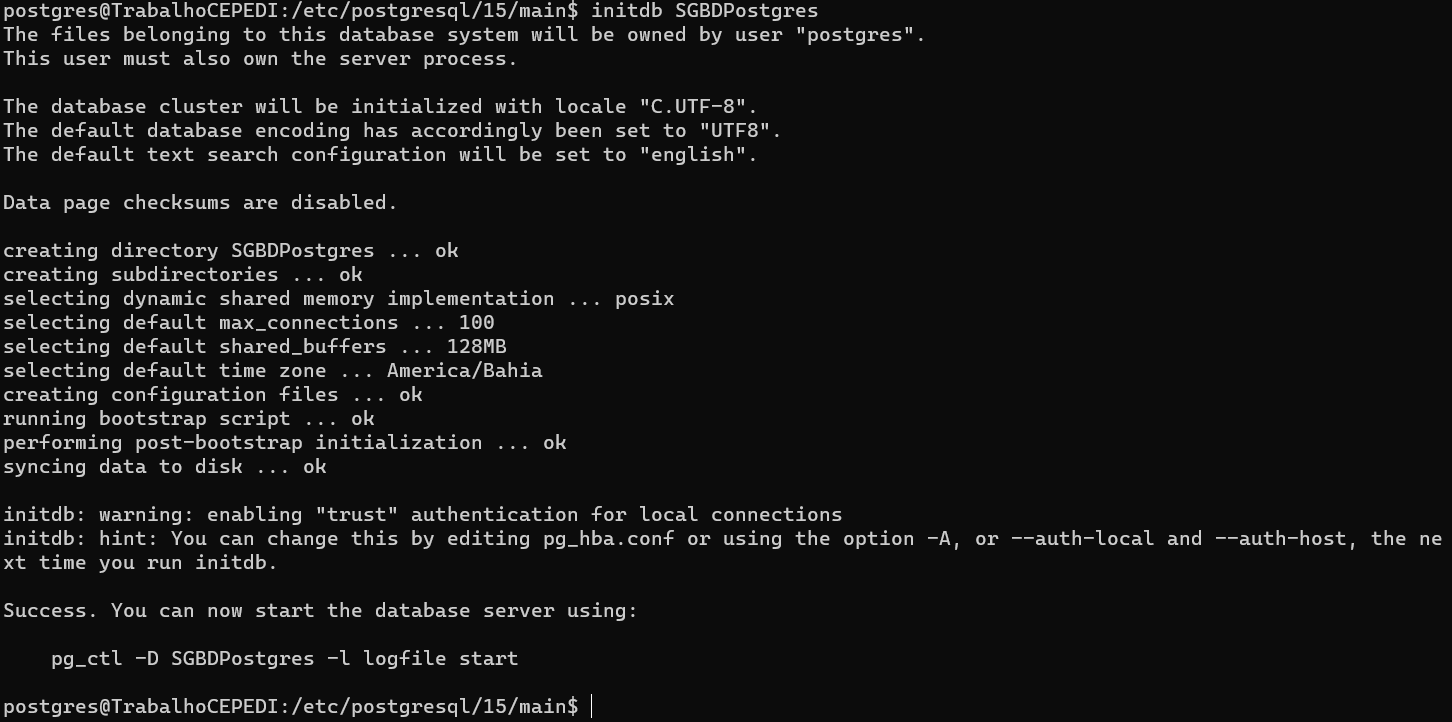 postgres@TrabalhoCEPEDI:/etc/postgresql/15/main$ initdb SGBDPostgres
The files belonging to this database system will be owned by user "postgres".
This user must also own the server process.
The database cluster will be initialized with locale "C.UTF-8".
The default database encoding has accordingly been set to "UTF8".
The default text search configuration will be set to "english".
Data page checksums are disabled.
creating directory SGBDPostgres ... ok
creating subdirectories ... ok
selecting dynamic shared memory implementation ... posix
selecting default max_connections ... 100
selecting default shared_buffers ... 128MB
selecting default time zone ... America/Bahia
creating configuration files ... ok
running bootstrap script ... ok
performing post-bootstrap initialization ... ok
syncing data to disk ... ok
initdb: warning: enabling "trust" authentication for local connections
initdb: hint: You can change this by editing pg_hba.conf or using the option -A, or --auth-local and --auth-host, the ne
xt time you run initdb.
Success. You can now start the database server using:
pg_ctl -D SGBDPostgres -l logfile start
postgres@TrabalhoCEPEDI:/etc/postgresql/15/main$